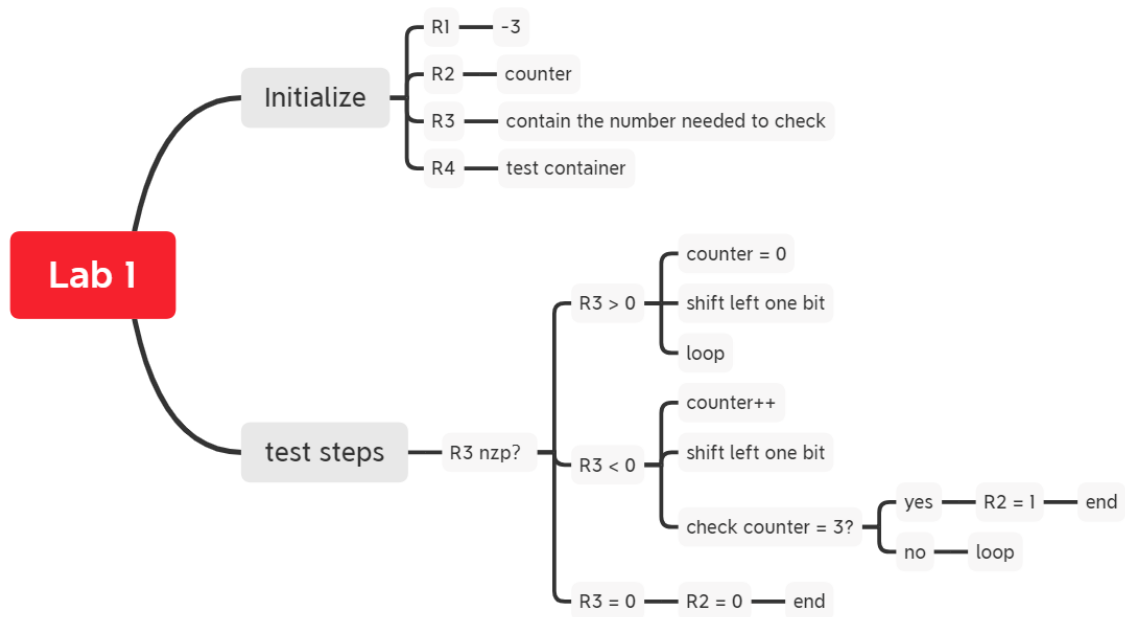 Lab 1
Initialize
R1
-3
R2
counter
R3
contain the number needed to check
R4
test container
test steps
R3 nzp?
R3 > 0
counter = 0
shift left one bit
loop
R3 < 0
counter++
shift left one bit
check counter = 3?
yes
R2 = 1
end
no
loop
R3 = 0
R2 = 0
end